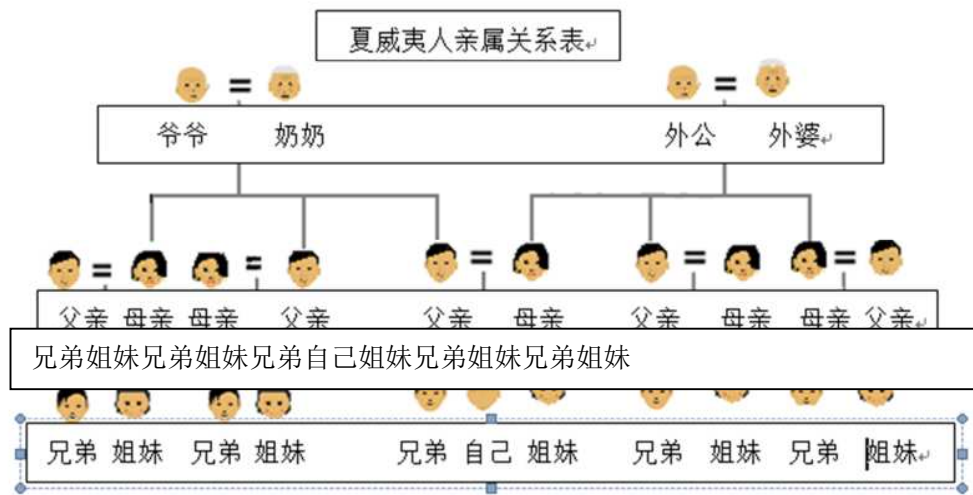 夏威夷人亲属关系表
爷爷 奶奶 外公 外婆
父亲 母亲 母亲 父亲 父亲 母亲 父亲 母亲 母亲 父亲
兄弟姐妹兄弟姐妹兄弟自己姐妹兄弟姐妹兄弟姐妹
兄弟 姐妹 兄弟 姐妹 兄弟 自己 姐妹 兄弟 姐妹 兄弟 姐妹